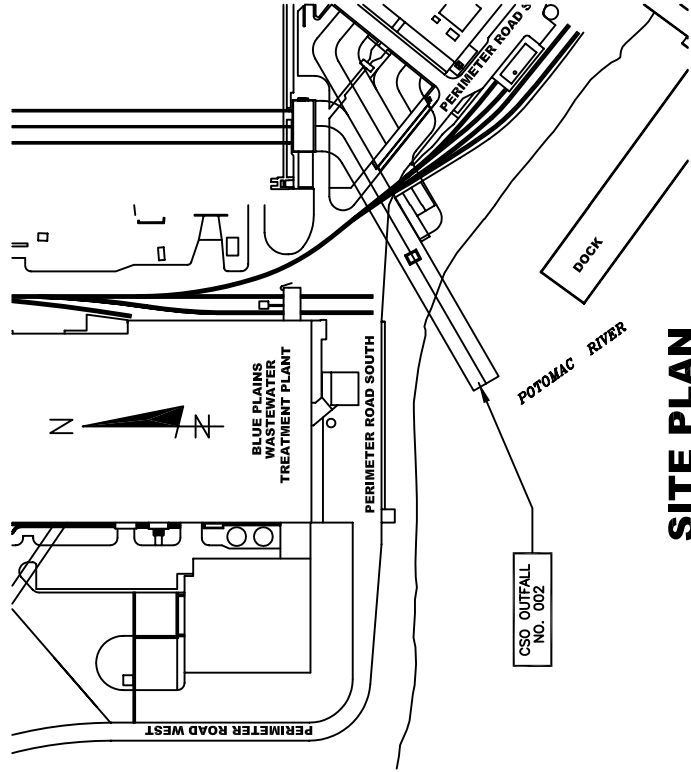 PERIMETER ROAD S
DOCK
POTOMAC RIVER
SITE PLAN
BLUE PLAINS
WASTEWATER
TREATMENT PLANT
PERIMETER ROAD SOUTH
N
N
CSO OUTFALL
NO. 002
PERIMETER ROAD WEST